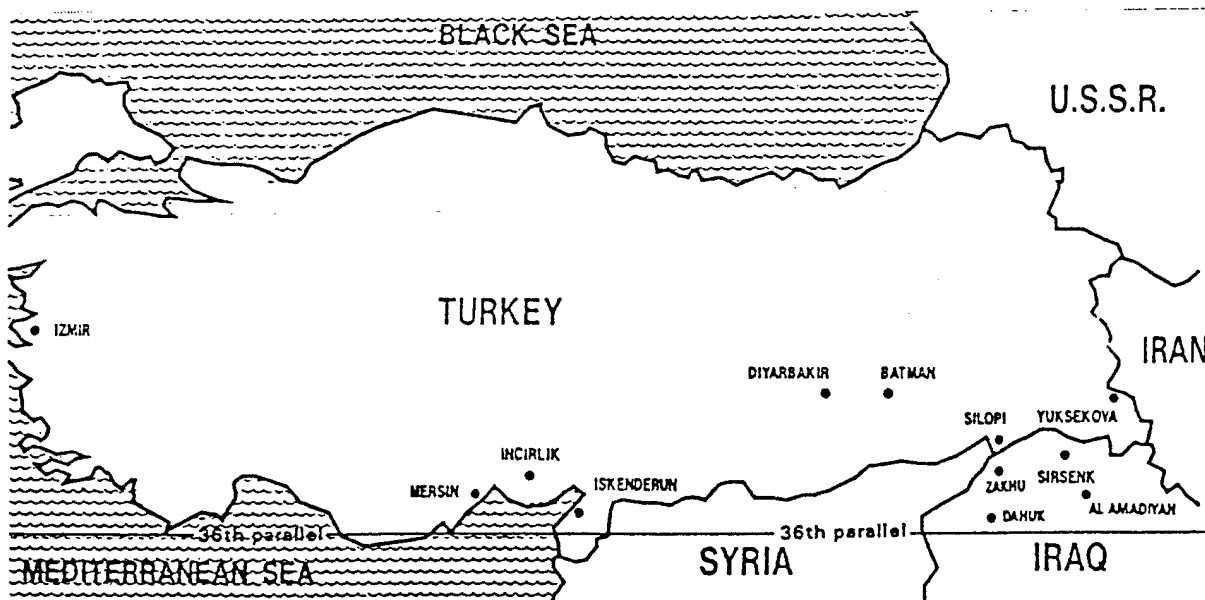 BLACK SEA
U.S.S.R.
TURKEY
IZMIR
IRAN
DIYARBAKIR
BATMAN
SILOPI
YUKSEKOVA
INCIRLIK
MERSIN
ISKENDERUN
ZAKHU
SIRSENK
DAHUK
AL AMADIYAH
36th parallel
36th parallel
MEDITERRANEAN SEA
SYRIA
IRAQ